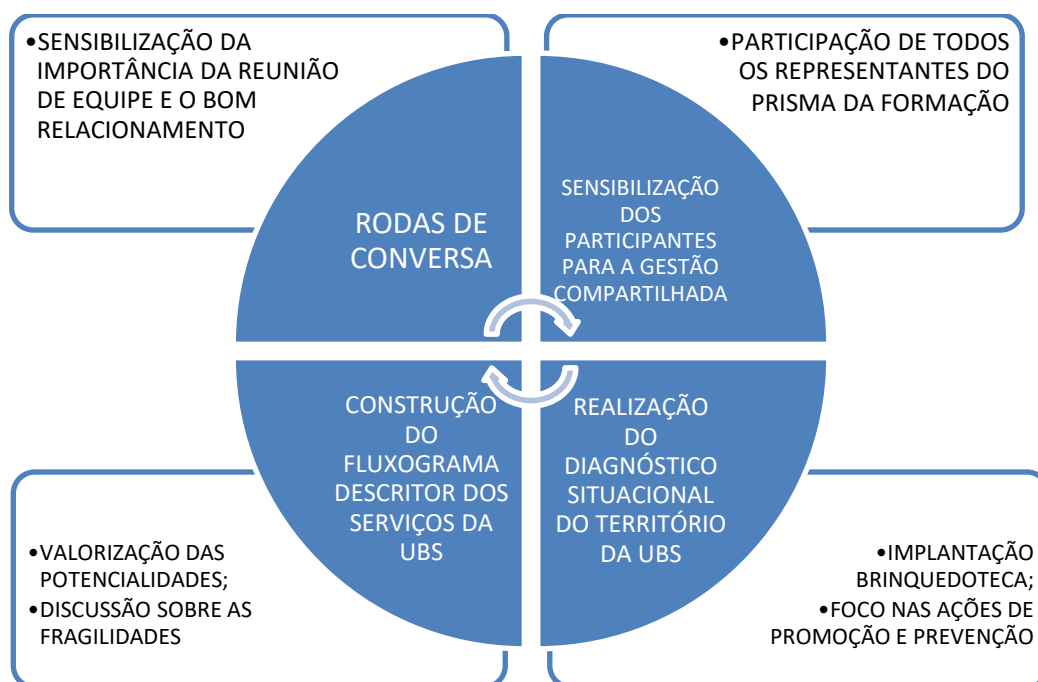 •SENSIBILIZAÇÃO DA
IMPORTÂNCIA DA REUNIÃO
DE EQUIPE E O BOM
RELACIONAMENTO
•PARTICIPAÇÃO DE TODOS
OS REPRESENTANTES DO
PRISMA DA FORMAÇÃO
RODAS DE
CONVERSA
SENSIBILIZAÇÃO
DOS
PARTICIPANTES
PARA A GESTÃO
COMPARTILHADA
CONSTRUÇÃO
DO
FLUXOGRAMA
DESCRITOR DOS
SERVIÇOS DA
UBS
REALIZAÇÃO
DO
DIAGNÓSTICO
SITUACIONAL
DO TERRITÓRIO
DA UBS
•VALORIZAÇÃO DAS
POTENCIALIDADES;
•DISCUSSÃO SOBRE AS
FRAGILIDADES
•IMPLANTAÇÃO
BRINQUEDOTECA;
•FOCO NAS AÇÕES DE
PROMOÇÃO E PREVENÇÃO